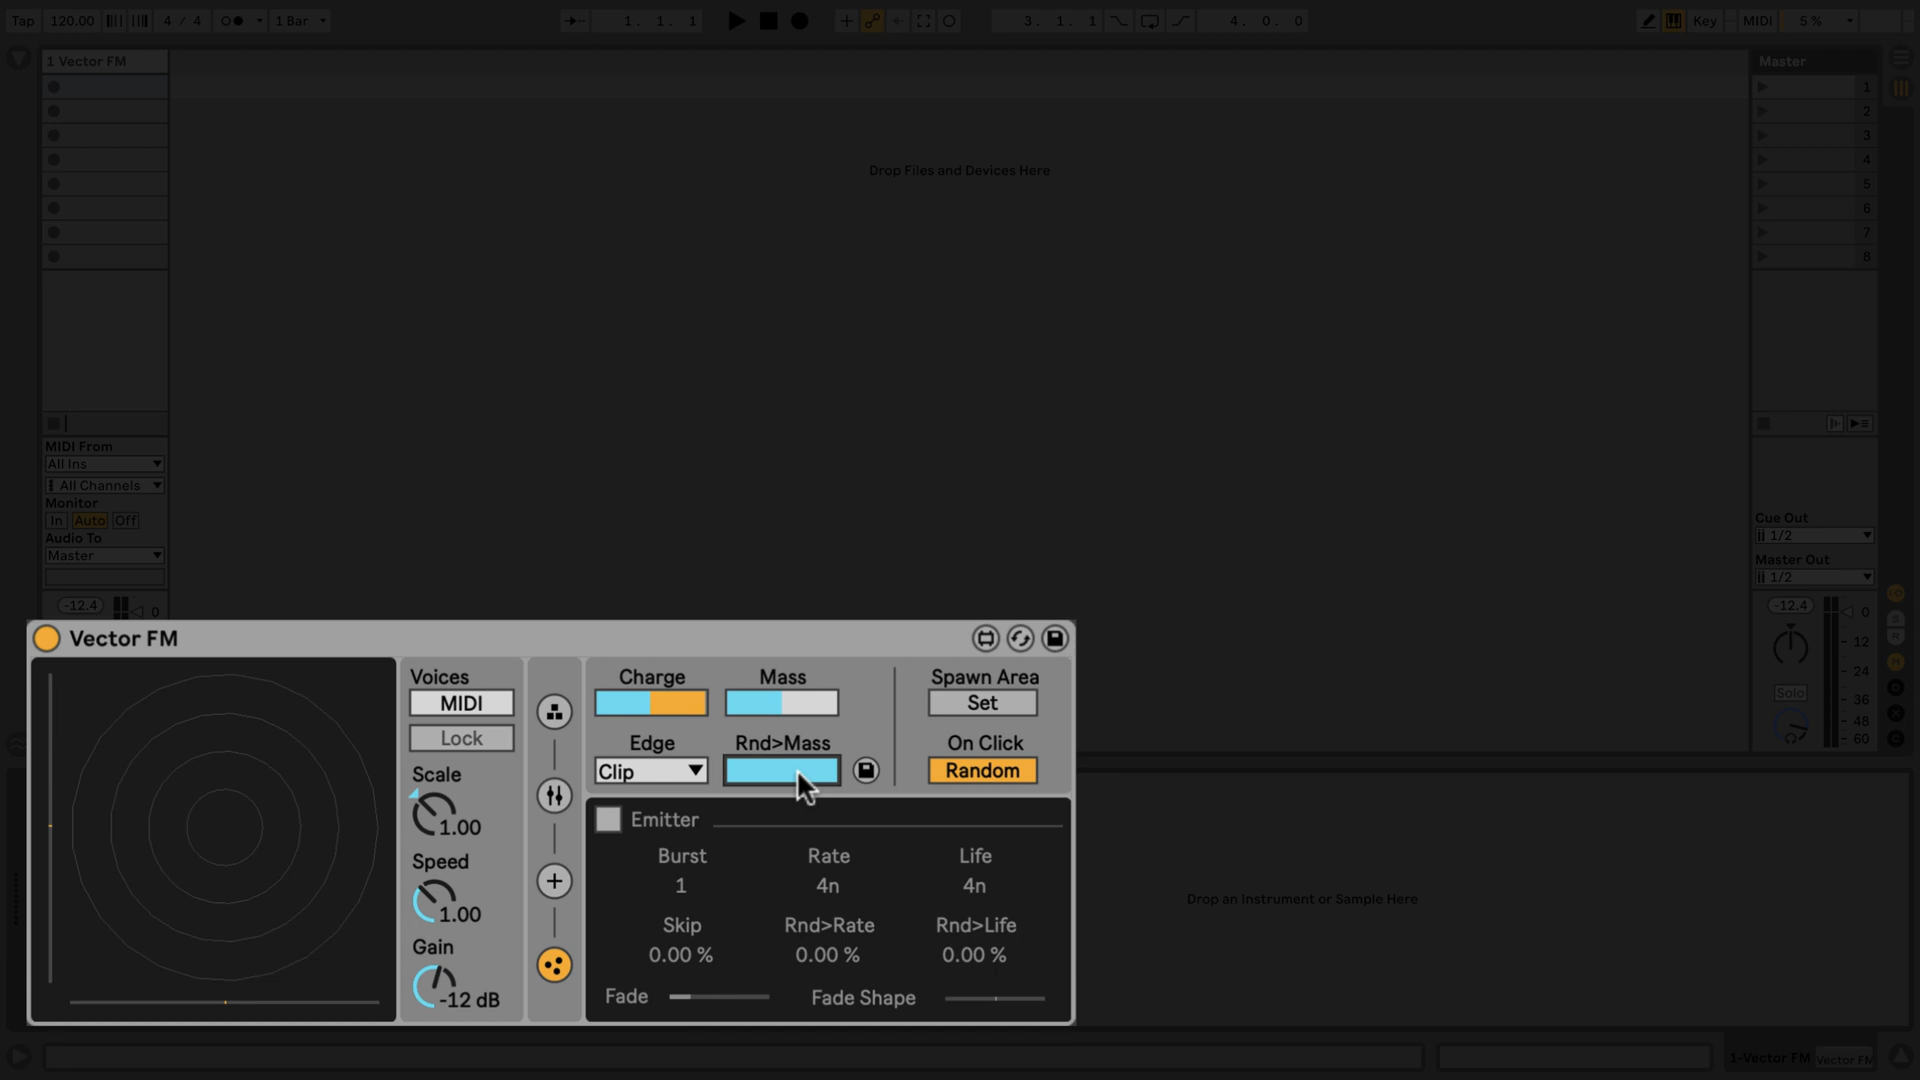 Tap 120.00 4 / 4 1 Bar 1. 1. 1 3. 1. 1 4. 0. 0 Key MIDI 5 %
1 Vector FM
Master
1
2
3
4
5
6
7
8
Drop Files and Devices Here
MIDI From
All Ins
All Channels
Monitor
In Auto Off
Audio To
Master
-12.4 0
Cue Out
1/2
Master Out
1/2
-12.4 0
12
24
36
48
60
Solo
S
R
Vector FM
Voices
MIDI
Lock
Scale
1.00
Speed
1.00
Gain
-12 dB
Charge Mass Spawn Area
Set
Edge Rnd>Mass On Click
Clip Random
Emitter
Burst Rate Life
1 4n 4n
Skip Rnd>Rate Rnd>Life
0.00 % 0.00 % 0.00 %
Fade Fade Shape
Drop an Instrument or Sample Here
1-Vector FM Vector FM